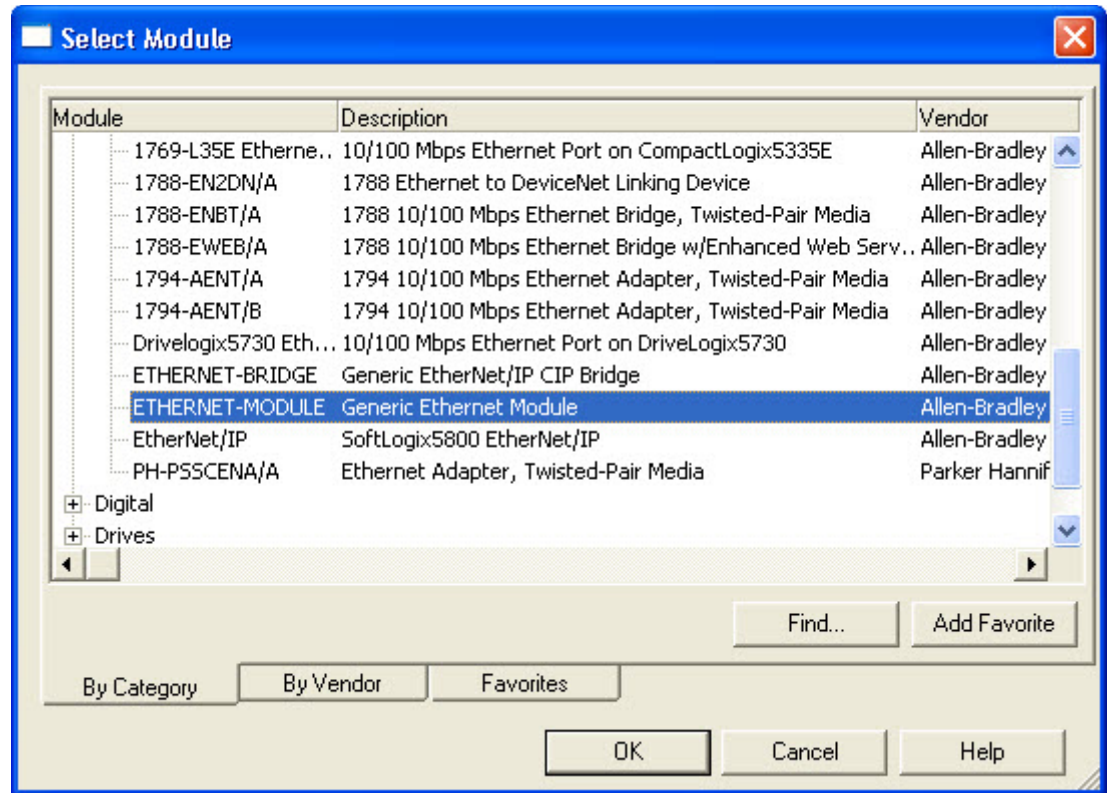 Select Module
Module Description Vendor
1769-L35E Etherne.. 10/100 Mbps Ethernet Port on CompactLogix5335E Allen-Bradley
1788-EN2DN/A 1788 Ethernet to DeviceNet Linking Device Allen-Bradley
1788-ENBT/A 1788 10/100 Mbps Ethernet Bridge, Twisted-Pair Media Allen-Bradley
1788-EWEB/A 1788 10/100 Mbps Ethernet Bridge w/Enhanced Web Serv.. Allen-Bradley
1794-AENT/A 1794 10/100 Mbps Ethernet Adapter, Twisted-Pair Media Allen-Bradley
1794-AENT/B 1794 10/100 Mbps Ethernet Adapter, Twisted-Pair Media Allen-Bradley
Drivelogix5730 Eth... 10/100 Mbps Ethernet Port on DriveLogix5730 Allen-Bradley
ETHERNET-BRIDGE Generic EtherNet/IP CIP Bridge Allen-Bradley
ETHERNET-MODULE Generic Ethernet Module Allen-Bradley
EtherNet/IP SoftLogix5800 EtherNet/IP Allen-Bradley
PH-PSSCENA/A Ethernet Adapter, Twisted-Pair Media Parker Hannif
Digital
Drives
Find... Add Favorite
By Category By Vendor Favorites
OK Cancel Help